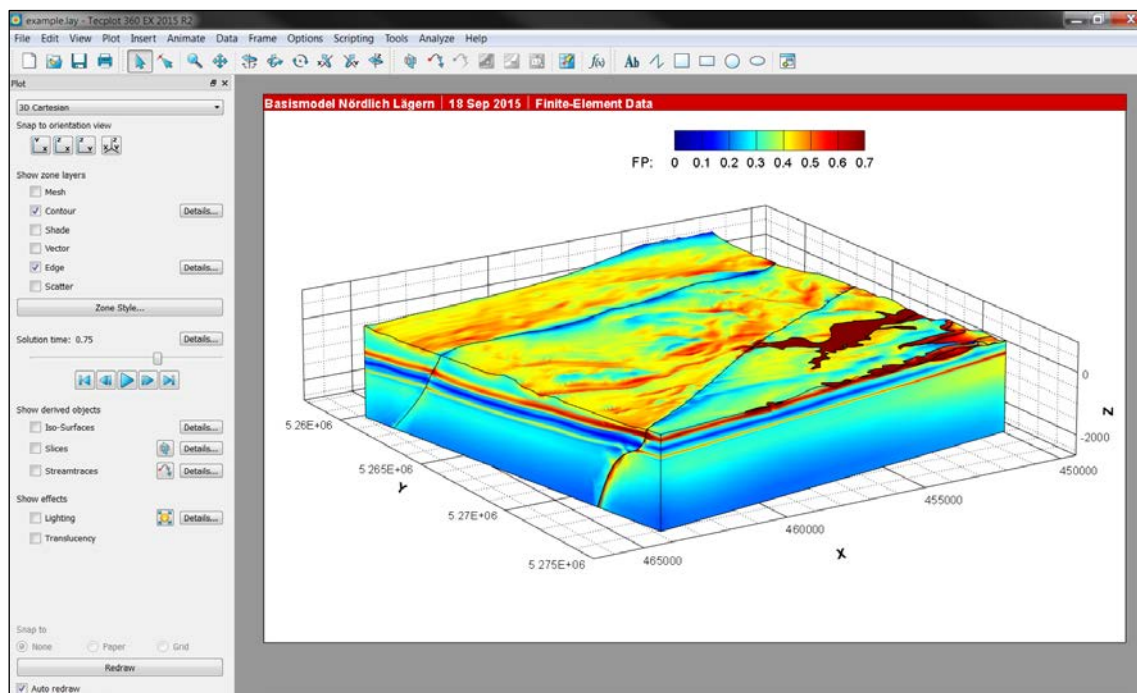 example.lay - Tecplot 360 EX 2015 R2
File Edit View Plot Insert Animate Data Frame Options Scripting Tools Analyze Help
Plot
3D Cartesian
Snap to orientation view
Show zone layers
Mesh
Contour Details...
Shade
Vector
Edge Details...
Scatter
Zone Style...
Solution time: 0.75 Details...
Show derived objects
Iso-Surfaces Details...
Slices Details...
Streamtraces Details...
Show effects
Lighting Details...
Translucency
Snap to
None Paper Grid
Redraw
Auto redraw
Basismodel Nördlich Lägern | 18 Sep 2015 | Finite-Element Data
FP: 0 0.1 0.2 0.3 0.4 0.5 0.6 0.7
0
-2000
Z
5.26E+06
5.265E+06
5.27E+06
5.275E+06
Y
465000
460000
455000
450000
X